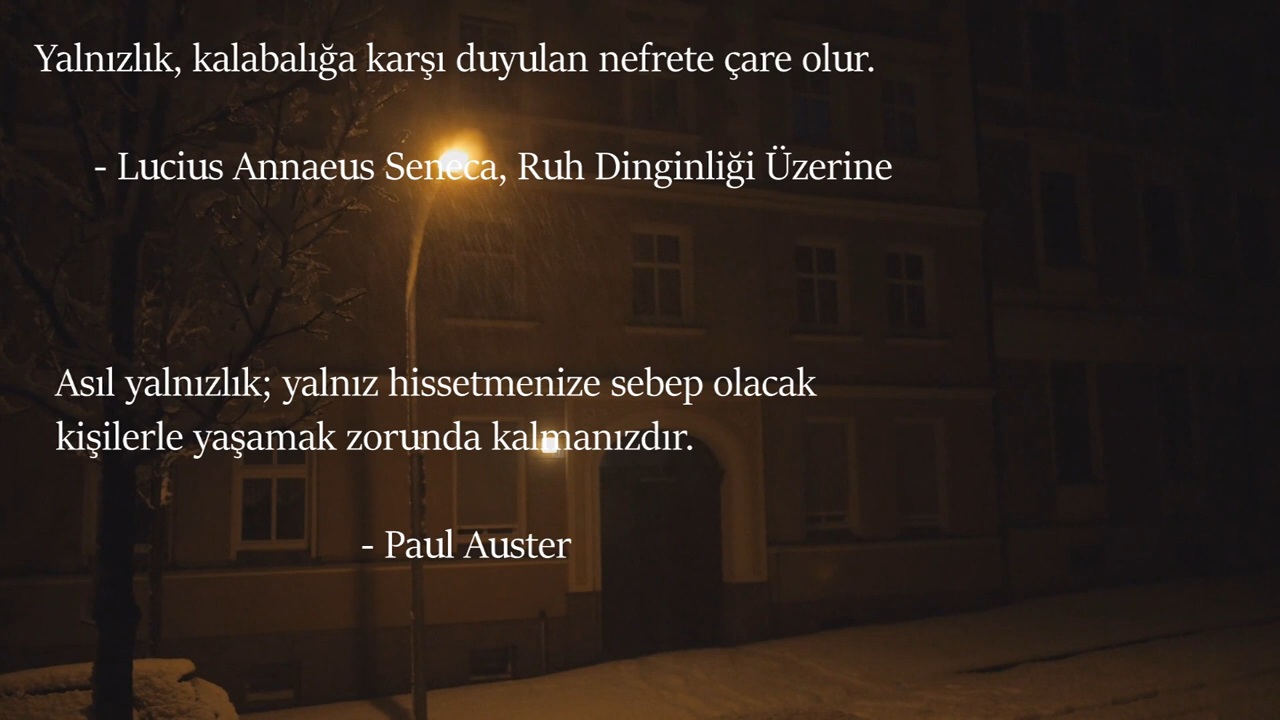 Yalnızlık, kalabalığa karşı duyulan nefrete çare olur.
- Lucius Annaeus Seneca, Ruh Dinginliği Üzerine
Asıl yalnızlık; yalnız hissetmenize sebep olacak
kişilerle yaşamak zorunda kalmanızdır.
- Paul Auster